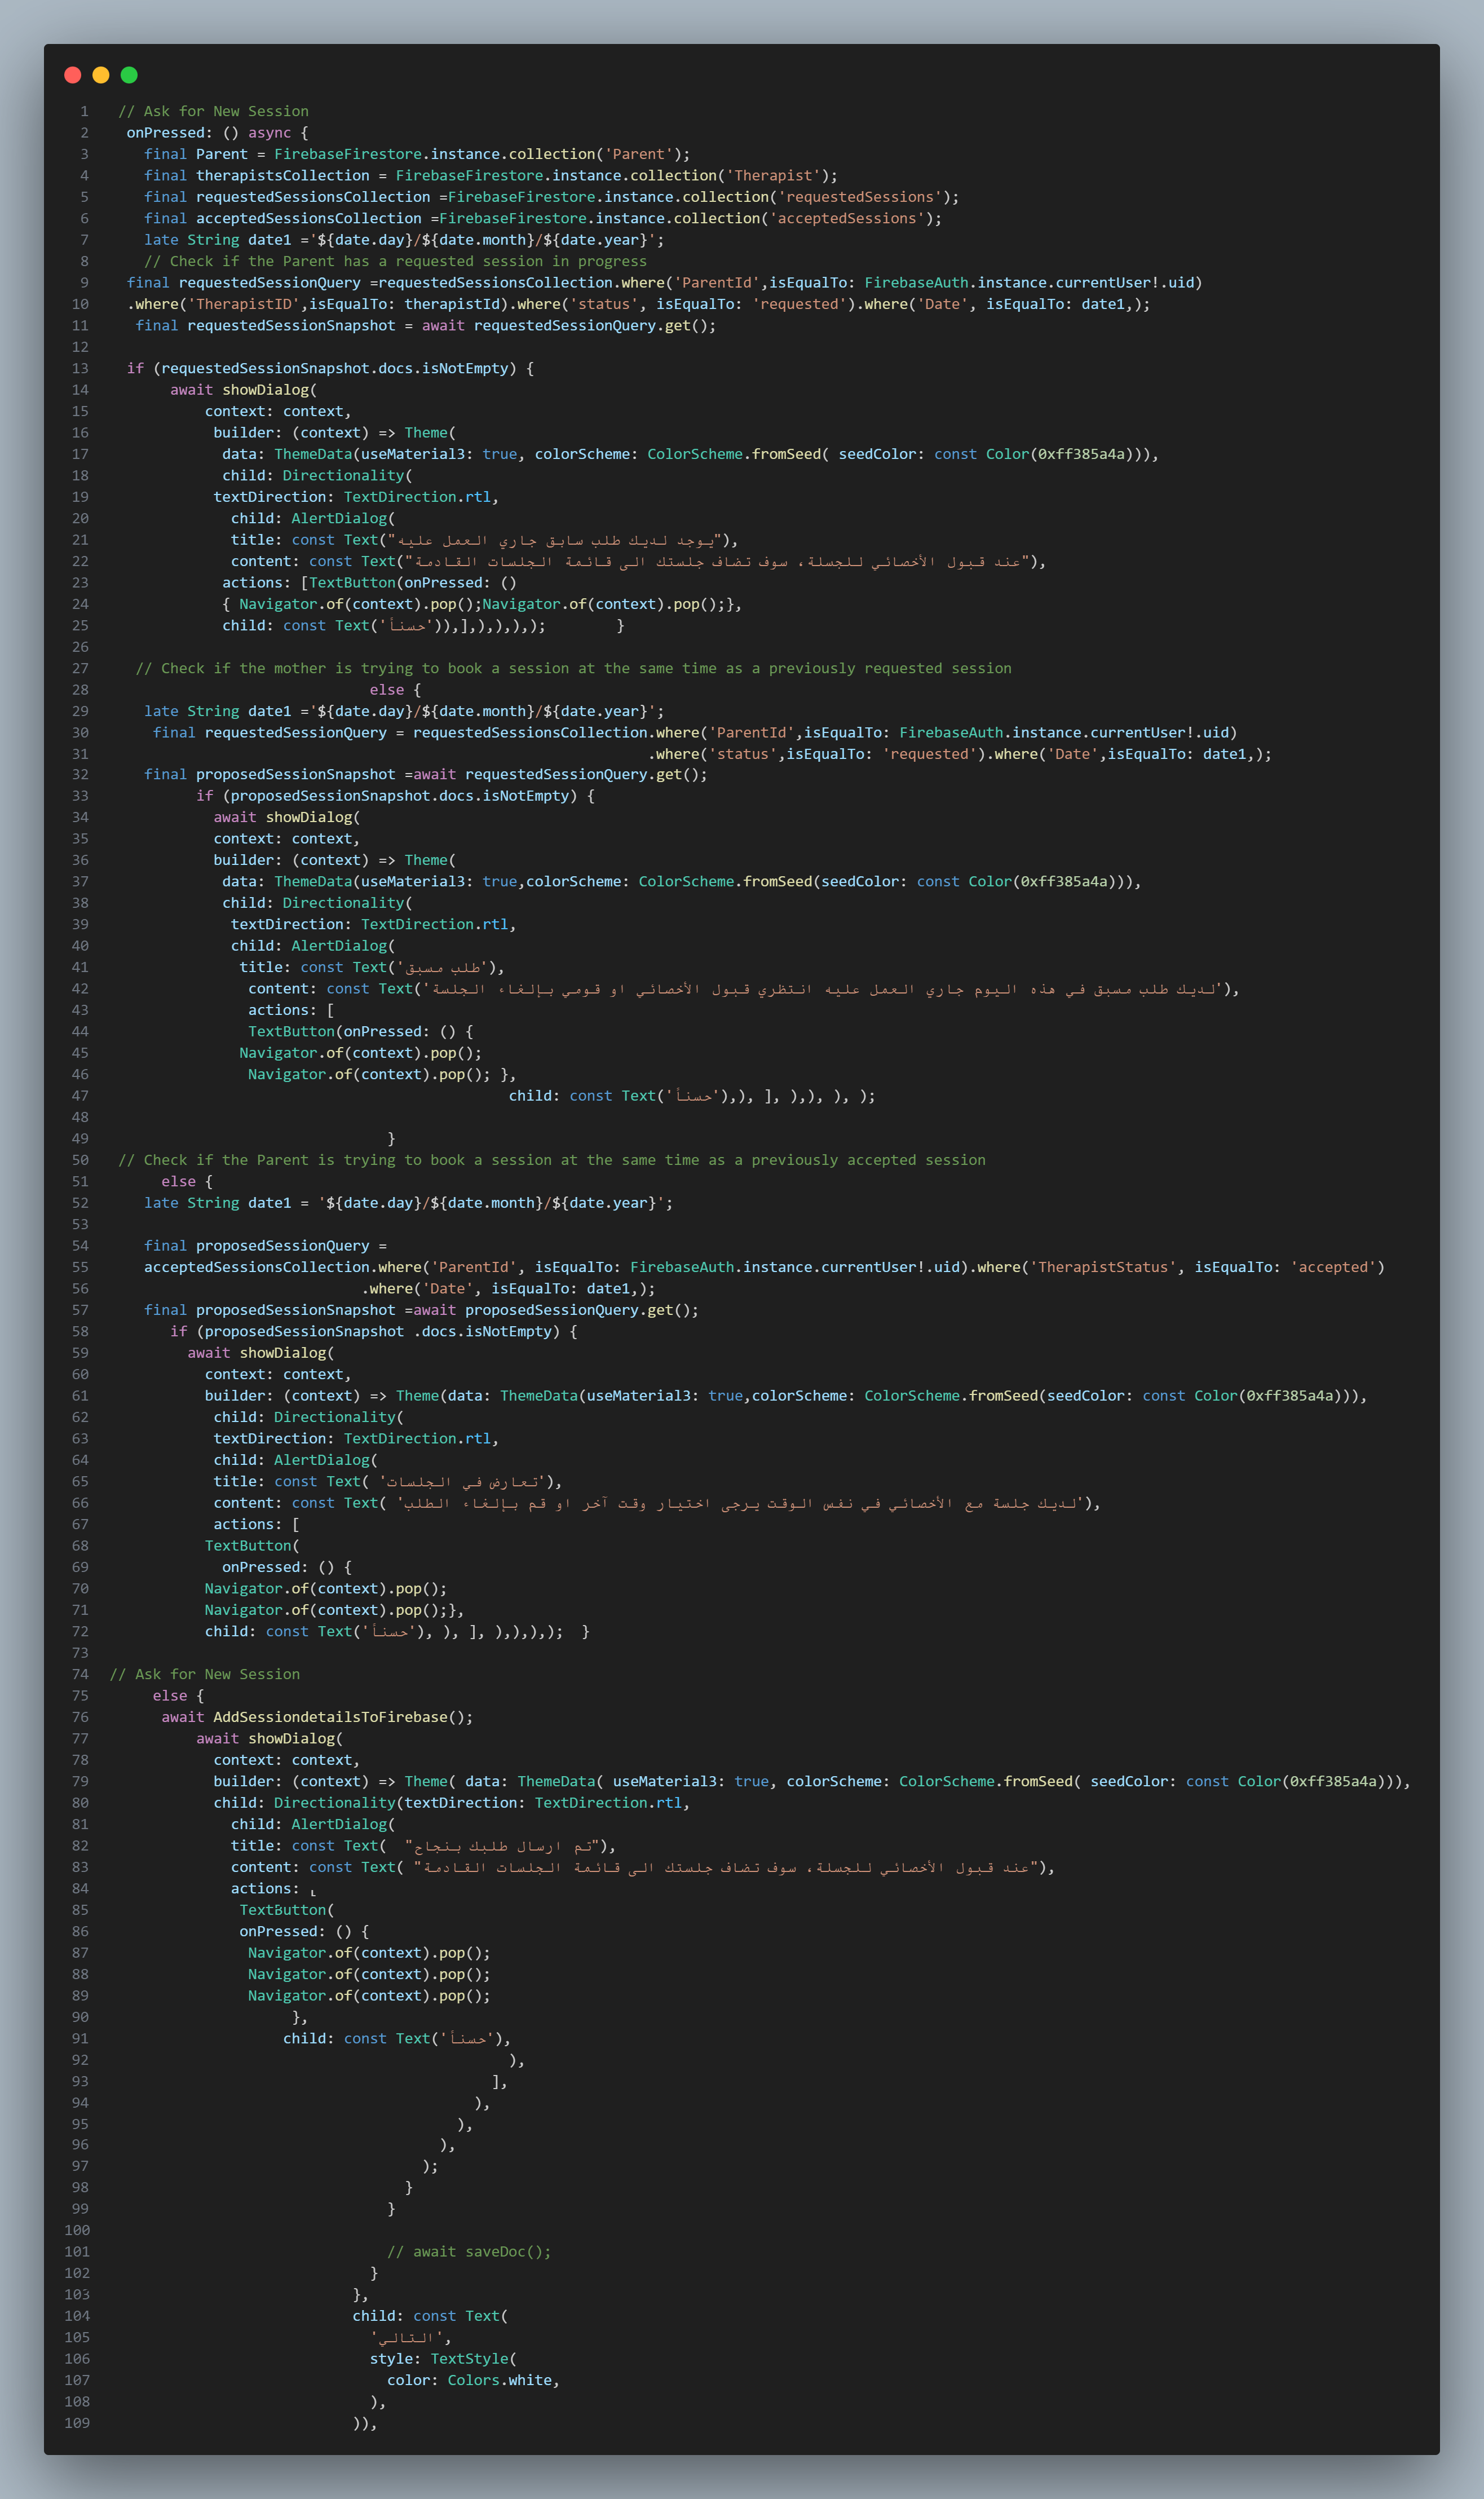 1 // Ask for New Session
2 onPressed: () async {
3 final Parent = FirebaseFirestore.instance.collection('Parent');
4 final therapistsCollection = FirebaseFirestore.instance.collection('Therapist');
5 final requestedSessionsCollection =FirebaseFirestore.instance.collection('requestedSessions');
6 final acceptedSessionsCollection =FirebaseFirestore.instance.collection('acceptedSessions');
7 late String date1 ='${date.day}/${date.month}/${date.year}';
8 // Check if the Parent has a requested session in progress
9 final requestedSessionQuery =requestedSessionsCollection.where('ParentId',isEqualTo: FirebaseAuth.instance.currentUser!.uid)
10 .where('TherapistID',isEqualTo: therapistId).where('status', isEqualTo: 'requested').where('Date', isEqualTo: date1,);
11 final requestedSessionSnapshot = await requestedSessionQuery.get();
12
13 if (requestedSessionSnapshot.docs.isNotEmpty) {
14 await showDialog(
15 context: context,
16 builder: (context) => Theme(
17 data: ThemeData(useMaterial3: true, colorScheme: ColorScheme.fromSeed( seedColor: const Color(0xff385a4a))),
18 child: Directionality(
19 textDirection: TextDirection.rtl,
20 child: AlertDialog(
21 title: const Text("يوجد لديك طلب سابق جاري العمل عليه"),
22 content: const Text("عند قبول الأخصائي للجسلة، سوف تضاف جلستك الى قائمة الجلسات القادمة"),
23 actions: [TextButton(onPressed: ()
24 { Navigator.of(context).pop();Navigator.of(context).pop();},
25 child: const Text('حسناً')),],),),),); }
26
27 // Check if the mother is trying to book a session at the same time as a previously requested session
28 else {
29 late String date1 ='${date.day}/${date.month}/${date.year}';
30 final requestedSessionQuery = requestedSessionsCollection.where('ParentId',isEqualTo: FirebaseAuth.instance.currentUser!.uid)
31 .where('status',isEqualTo: 'requested').where('Date',isEqualTo: date1,);
32 final proposedSessionSnapshot =await requestedSessionQuery.get();
33 if (proposedSessionSnapshot.docs.isNotEmpty) {
34 await showDialog(
35 context: context,
36 builder: (context) => Theme(
37 data: ThemeData(useMaterial3: true,colorScheme: ColorScheme.fromSeed(seedColor: const Color(0xff385a4a))),
38 child: Directionality(
39 textDirection: TextDirection.rtl,
40 child: AlertDialog(
41 title: const Text('طلب مسبق'),
42 content: const Text('لديك طلب مسبق في هذه اليوم جاري العمل عليه انتظري قبول الأخصائي او قومي بإلغاء الجلسة'),
43 actions: [
44 TextButton(onPressed: () {
45 Navigator.of(context).pop();
46 Navigator.of(context).pop(); },
47 child: const Text('حسناً'),), ], ),), ), );
48
49 }
50 // Check if the Parent is trying to book a session at the same time as a previously accepted session
51 else {
52 late String date1 = '${date.day}/${date.month}/${date.year}';
53
54 final proposedSessionQuery =
55 acceptedSessionsCollection.where('ParentId', isEqualTo: FirebaseAuth.instance.currentUser!.uid).where('TherapistStatus', isEqualTo: 'accepted')
56 .where('Date', isEqualTo: date1,);
57 final proposedSessionSnapshot =await proposedSessionQuery.get();
58 if (proposedSessionSnapshot .docs.isNotEmpty) {
59 await showDialog(
60 context: context,
61 builder: (context) => Theme(data: ThemeData(useMaterial3: true,colorScheme: ColorScheme.fromSeed(seedColor: const Color(0xff385a4a))),
62 child: Directionality(
63 textDirection: TextDirection.rtl,
64 child: AlertDialog(
65 title: const Text( 'تعارض في الجلسات'),
66 content: const Text( 'لديك جلسة مع الأخصائي في نفس الوقت يرجى اختيار وقت آخر او قم بإلغاء الطلب'),
67 actions: [
68 TextButton(
69 onPressed: () {
70 Navigator.of(context).pop();
71 Navigator.of(context).pop();},
72 child: const Text('حسناً'), ), ], ),),),); }
73
74 // Ask for New Session
75 else {
76 await AddSessiondetailsToFirebase();
77 await showDialog(
78 context: context,
79 builder: (context) => Theme( data: ThemeData( useMaterial3: true, colorScheme: ColorScheme.fromSeed( seedColor: const Color(0xff385a4a))),
80 child: Directionality(textDirection: TextDirection.rtl,
81 child: AlertDialog(
82 title: const Text( "تم ارسال طلبك بنجاح"),
83 content: const Text( "عند قبول الأخصائي للجسلة، سوف تضاف جلستك الى قائمة الجلسات القادمة"),
84 actions: [
85 TextButton(
86 onPressed: () {
87 Navigator.of(context).pop();
88 Navigator.of(context).pop();
89 Navigator.of(context).pop();
90 },
91 child: const Text('حسناً'),
92 ),
93 ],
94 ),
95 ),
96 ),
97 );
98 }
99 }
100
101 // await saveDoc();
102 }
103 },
104 child: const Text(
105 'التالي',
106 style: TextStyle(
107 color: Colors.white,
108 ),
109 )),